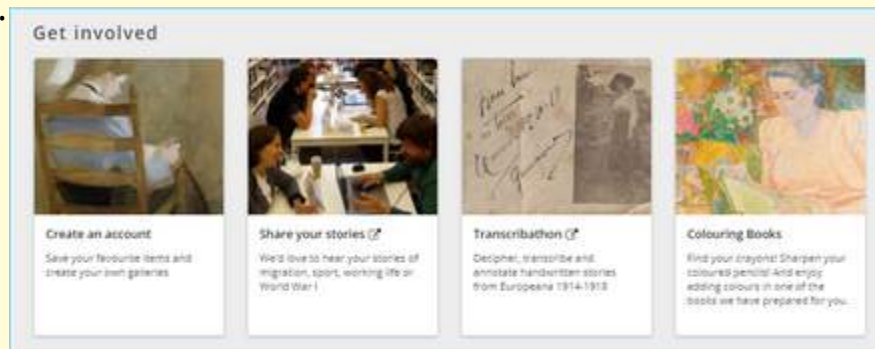 Get involved
Create an account
Save your favourite items and
create your own galleries
Share your stories
We'd love to hear your stories of
migration, sport, working life or
World War I
Transcribathon
Decipher, transcribe and
annotate handwritten stories
from Europeana 1914-1918
Colouring Books
Find your crayons! Sharpen your
coloured pencils! And enjoy
adding colours in one of the
books we have prepared for you.